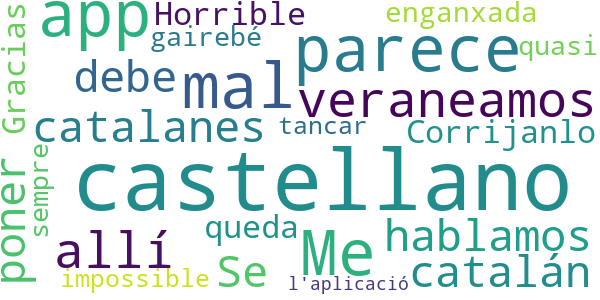 app Horrible enganxada
gairebé parece quasi
Gracias debe mal veraneamos
catalanes tancar Corrijanlo
castellano
poner sempre queda hablamos
allí Se Me catalán
impossible l'aplicació